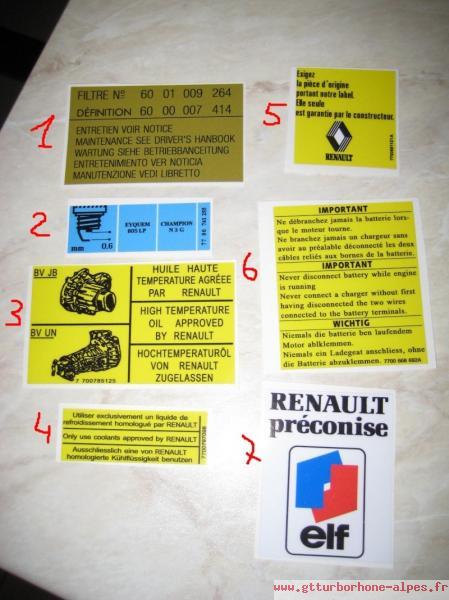 1
FILTRE Nº 60 01 009 264
DÉFINITION 60 00 007 414
ENTRETIEN VOIR NOTICE
MAINTENANCE SEE DRIVER'S HANBOOK
WARTUNG SIEHE BETRIEBBANCEITUNG
ENTRETENIMENTO VER NOTICIA
MANUTENZIONE VEDI LIBRETTO
2
mm 0.6
EYQUEM
805 LP
CHAMPION
N 3 G
3
BV JB
BV UN
7 700785125
HUILE HAUTE
TEMPERATURE AGRÉEE
PAR RENAULT
HIGH TEMPERATURE
OIL APPROVED
BY RENAULT
HOCHTEMPERATURÖL
VON RENAULT
ZUGELASSEN
4
Utiliser exclusivement un liquide de
refroidissement homologué par RENAULT
Only use coolants approved by RENAULT
Ausschliesslich eine von RENAULT
homologierte Kühlflüssigkeit benutzen
5
Exigez
la pièce d'origine
portant notre label.
Elle seule
est garantie par le constructeur.
RENAULT
6
IMPORTANT
Ne débranchez jamais la batterie lors-
que le moteur tourne.
Ne branchez jamais un chargeur sans
avoir au préalable déconnecté les deux
câbles reliés aux bornes de la batterie.
IMPORTANT
Never disconnect battery while engine
is running
Never connect a charger without first
having disconnected the two wires
connected to the battery terminals.
WICHTIG
Niemals die batterie ben laufendem
Motor ablklemmen.
Niemals ein Ladegeat anschliess, ohne
die Batterie abzuklemmen. 7700 668 692A
7
RENAULT
préconise
elf
www.gtturborhone-alpes.fr